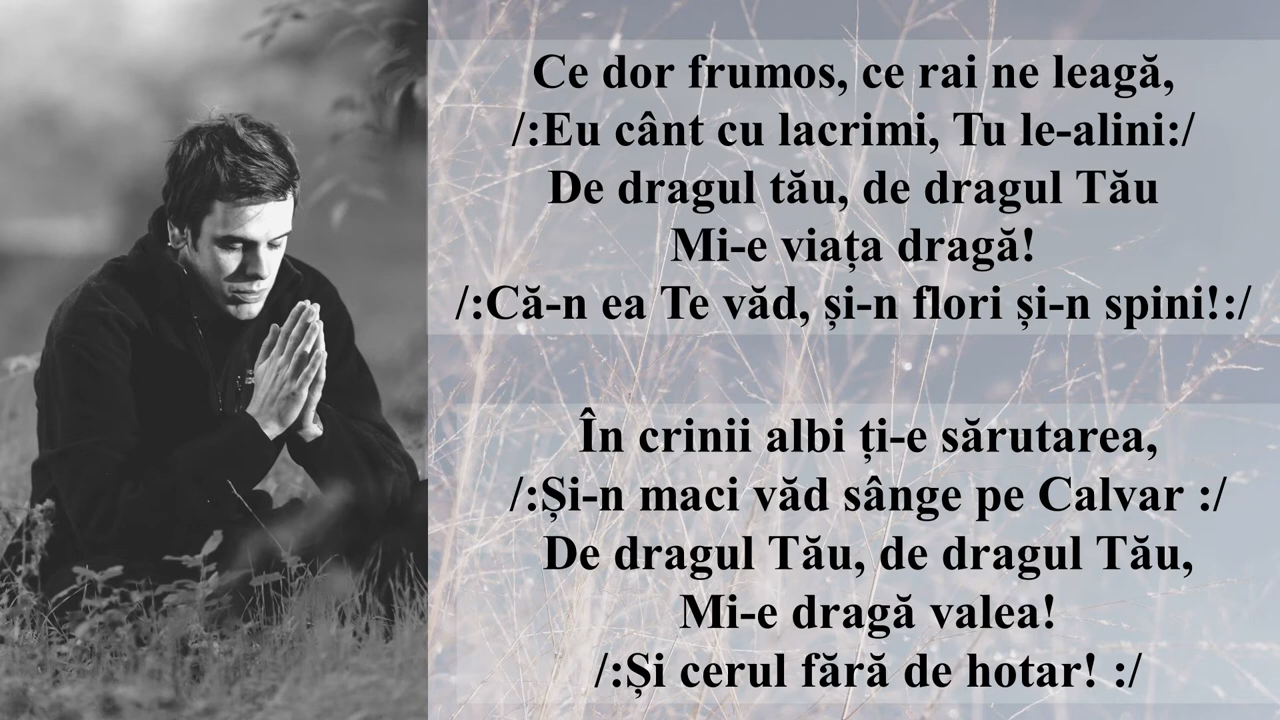 Ce dor frumos, ce rai ne leagă,
/:Eu cânt cu lacrimi, Tu le-alini:/
De dragul tău, de dragul Tău
Mi-e viața dragă!
/:Că-n ea Te văd, și-n flori și-n spini!:/
În crinii albi ți-e sărutarea,
/:Și-n maci văd sânge pe Calvar :/
De dragul Tău, de dragul Tău,
Mi-e dragă valea!
/:Și cerul fără de hotar! :/